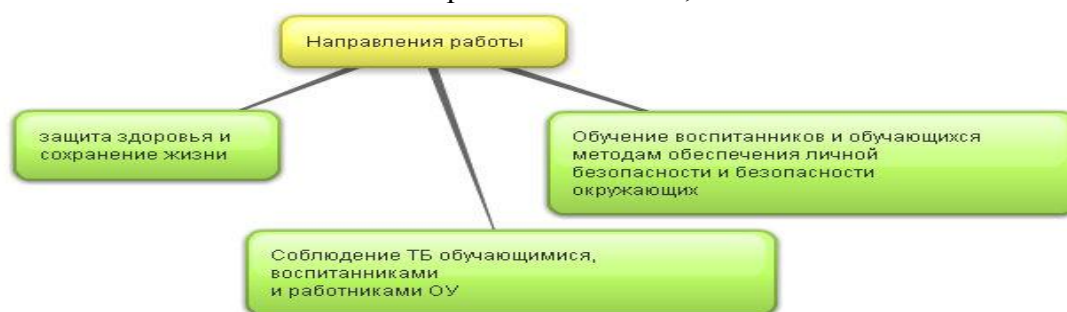 Направления работы
защита здоровья и
сохранение жизни
Обучение воспитанников и обучающихся
методам обеспечения личной
безопасности и безопасности
окружающих
Соблюдение ТБ обучающимися,
воспитанниками
и работниками ОУ